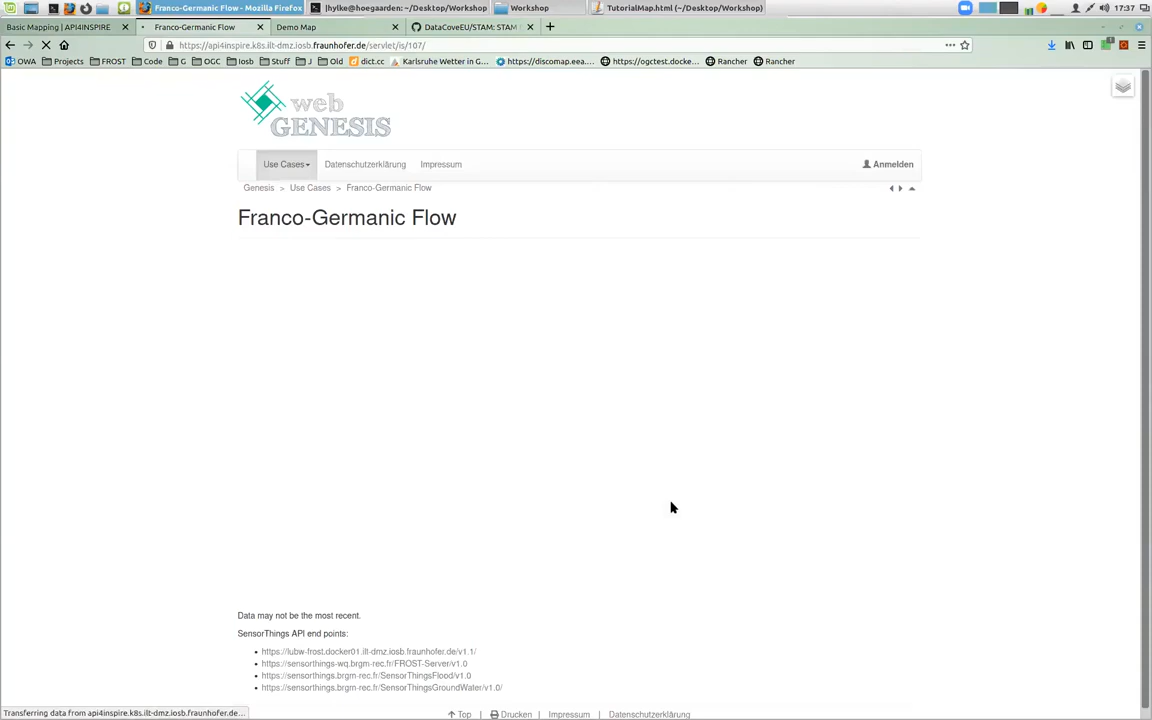 Franco-Germanic Flow - Mozilla Firefox
jhylke@hoegaarden: ~/Desktop/Workshop
Workshop
TutorialMap.html (~/Desktop/Workshop)
17:37
Basic Mapping | API4INSPIRE
Franco-Germanic Flow
Demo Map
DataCoveEU/STAM: STAM
https://api4inspire.k8s.ilt-dmz.iosb.fraunhofer.de/servlet/is/107/
OWA
Projects
FROST
Code
G
OGC
Iosb
Stuff
J
Old
dict.cc
Karlsruhe Wetter in G...
https://discomap.eea....
https://ogctest.docke...
Rancher
Rancher
web
GENESIS
Use Cases
Datenschutzerklärung
Impressum
Anmelden
Genesis > Use Cases > Franco-Germanic Flow
Franco-Germanic Flow
Data may not be the most recent.
SensorThings API end points:
• https://lubw-frost.docker01.ilt-dmz.iosb.fraunhofer.de/v1.1/
• https://sensorthings-wq.brgm-rec.fr/FROST-Server/v1.0
• https://sensorthings.brgm-rec.fr/SensorThingsFlood/v1.0
• https://sensorthings.brgm-rec.fr/SensorThingsGroundWater/v1.0/
Top | Drucken | Impressum | Datenschutzerklärung
Transferring data from api4inspire.k8s.ilt-dmz.iosb.fraunhofer.de...